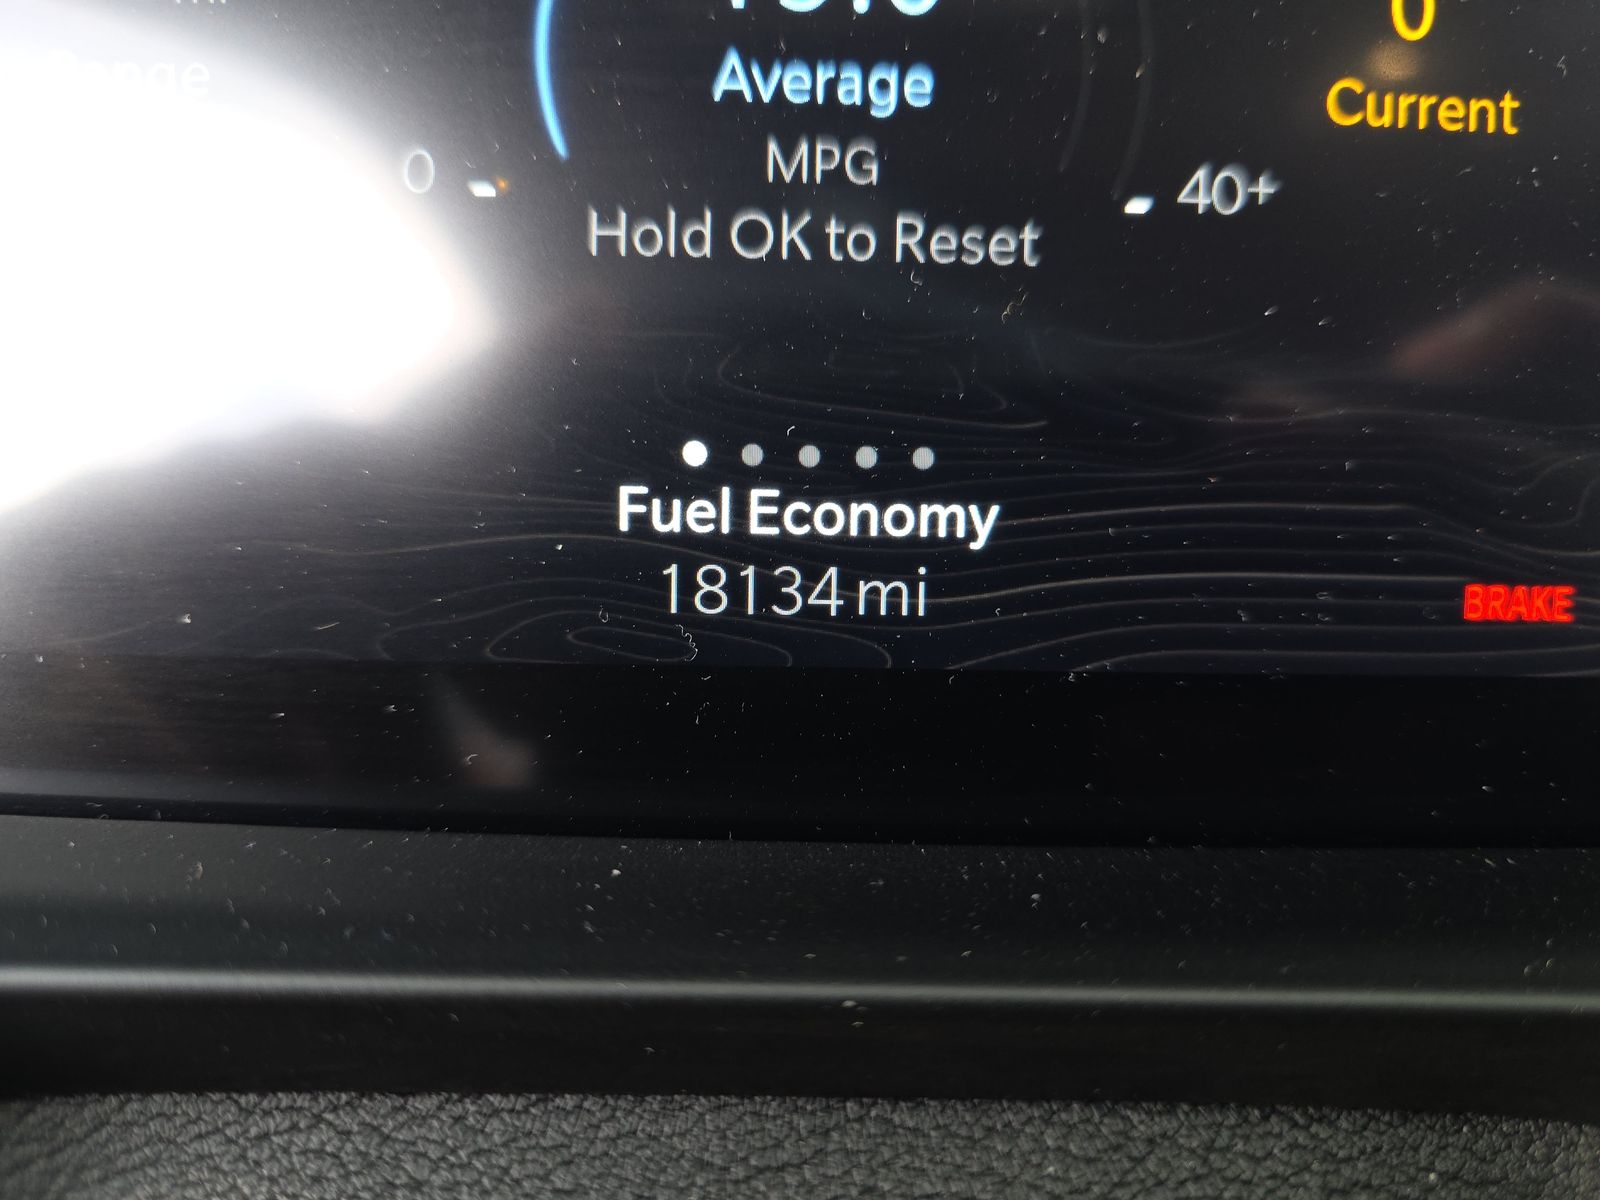 Average
0
Current
MPG
0
40+
Hold OK to Reset
Fuel Economy
18134 mi
BRAKE